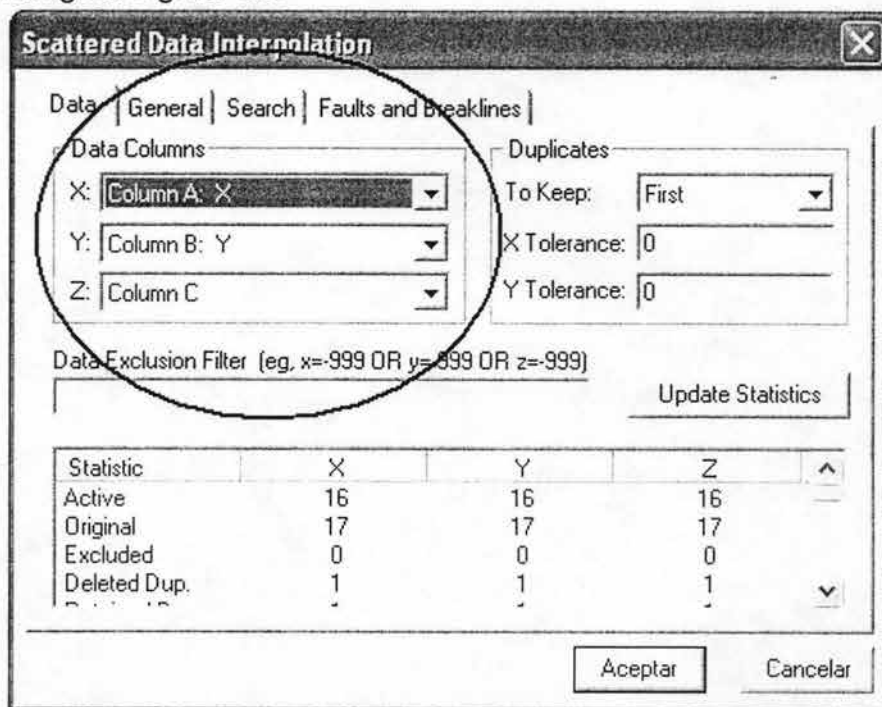 Scattered Data Interpolation
Data General Search Faults and Breaklines
Data Columns
X: Column A: X
Y: Column B: Y
Z: Column C
Duplicates
To Keep: First
X Tolerance: 0
Y Tolerance: 0
Data Exclusion Filter (eg, x=-999 OR y=-999 OR z=-999)
Update Statistics
Statistic X Y Z
Active 16 16 16
Original 17 17 17
Excluded 0 0 0
Deleted Dup. 1 1 1
Aceptar Cancelar